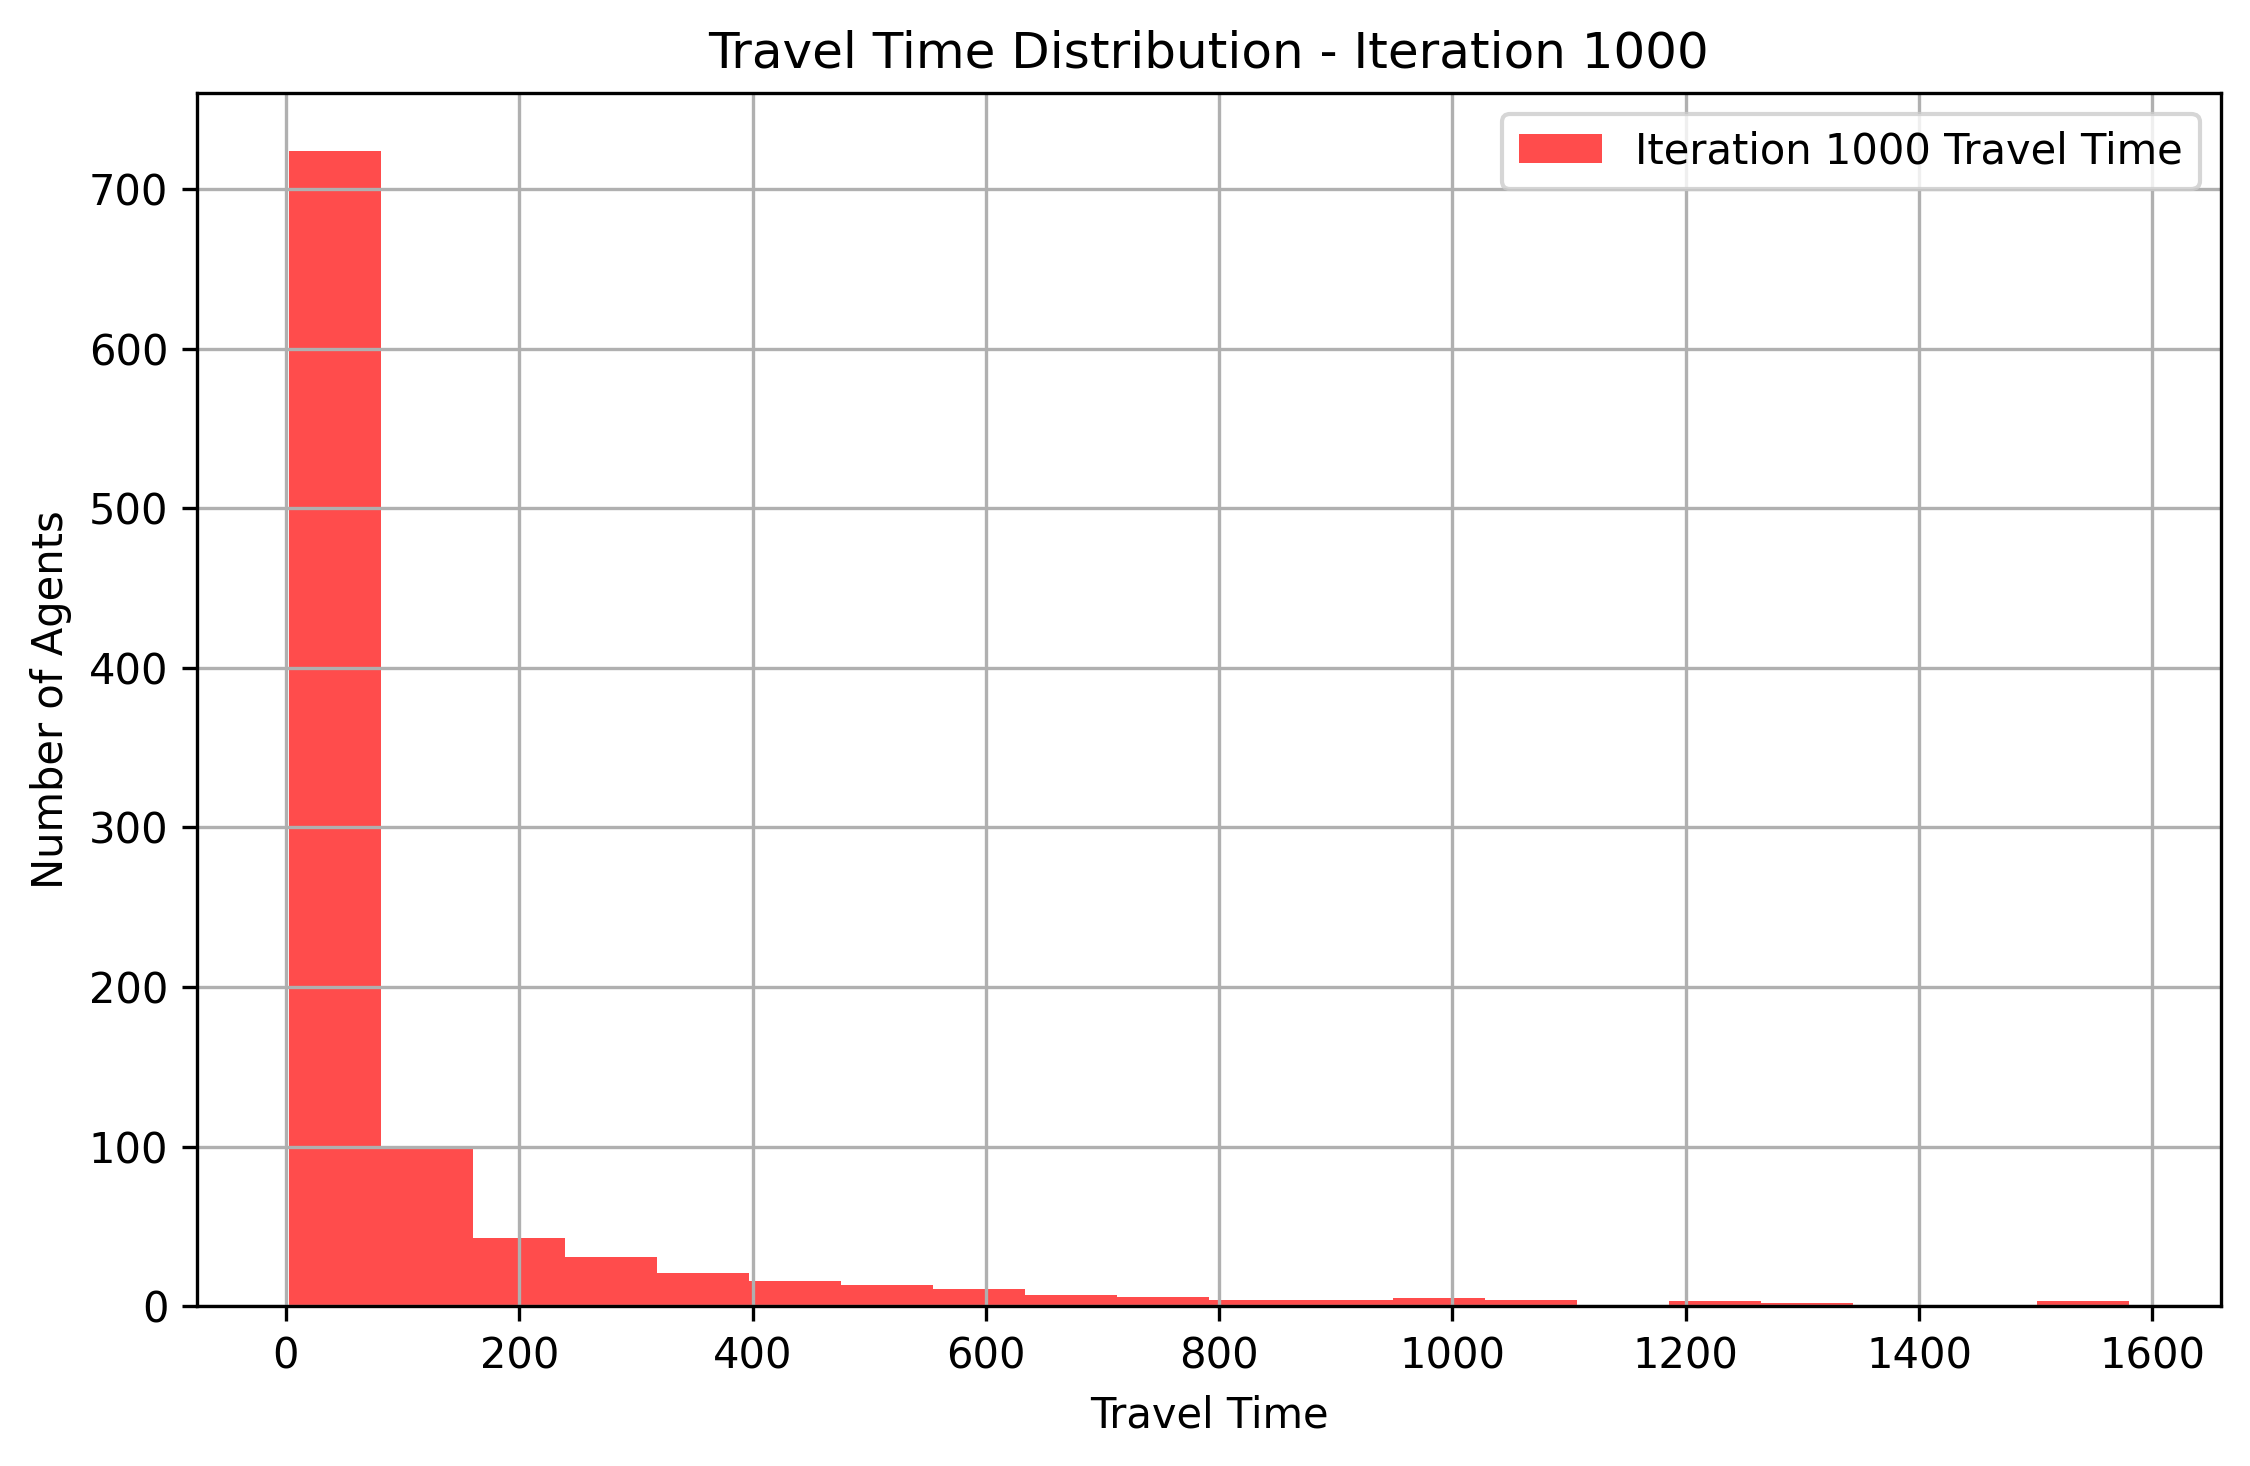 Travel Time Distribution - Iteration 1000
Iteration 1000 Travel Time
Number of Agents
700
600
500
400
300
200
100
0
0 200 400 600 800 1000 1200 1400 1600
Travel Time